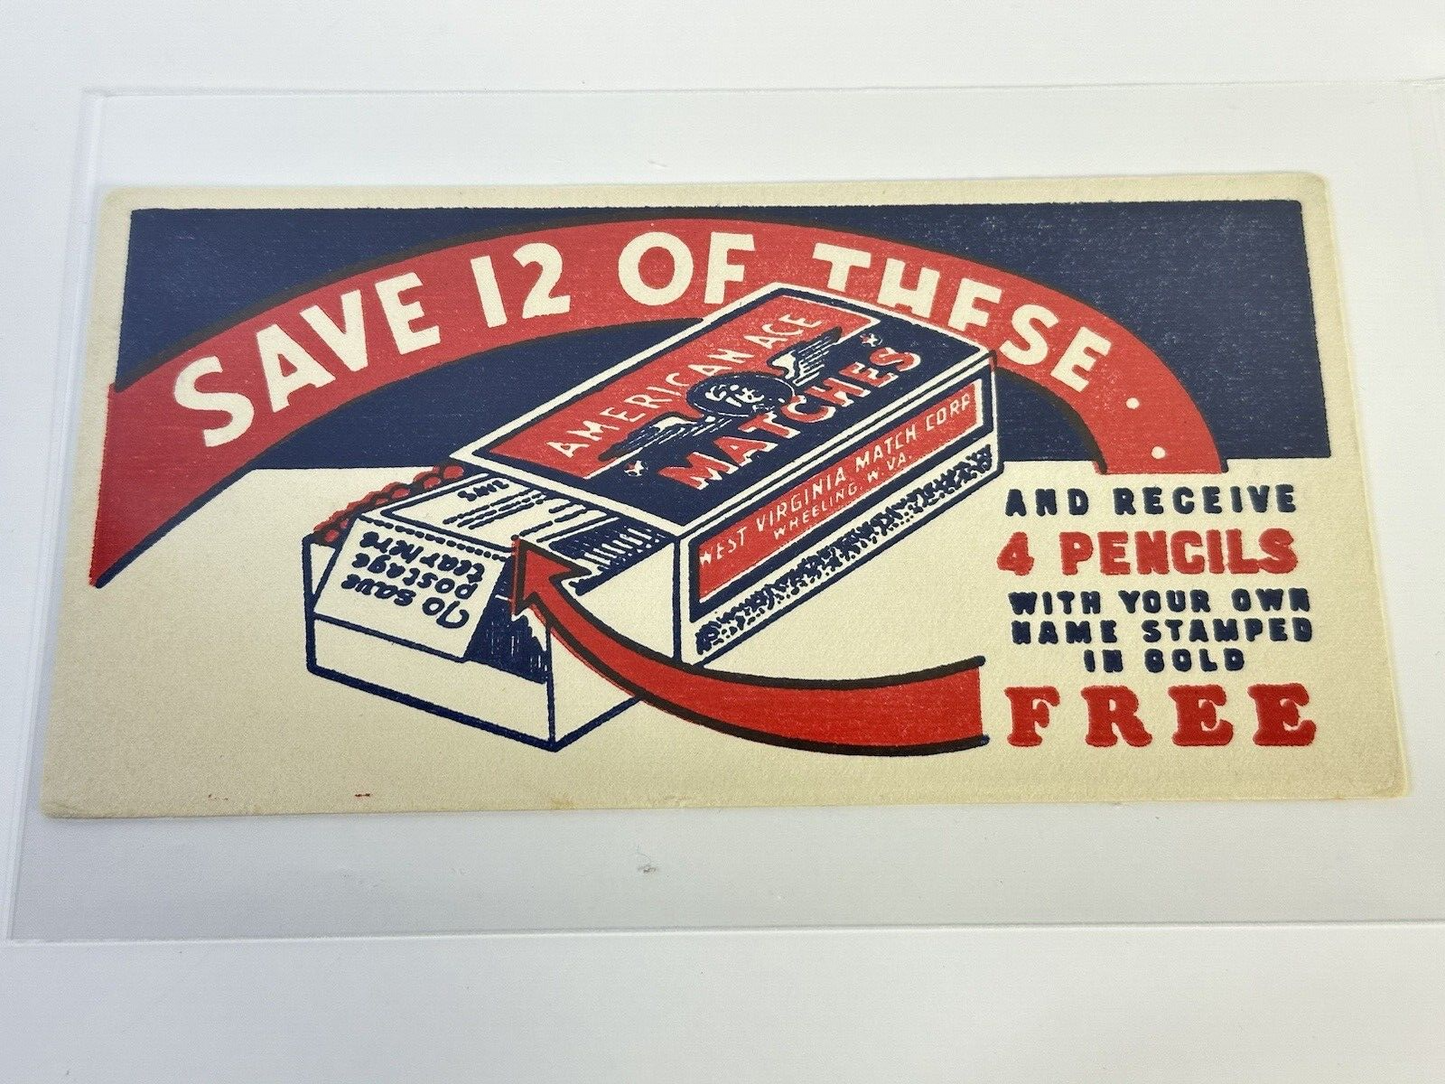 SAVE 12 OF THESE . .
AMERICAN ACE
MATCHES
WEST VIRGINIA MATCH CORP.
WHEELING, W. VA.
SAVE
To save
postage
tear here
AND RECEIVE
4 PENCILS
WITH YOUR OWN
NAME STAMPED
IN GOLD
FREE